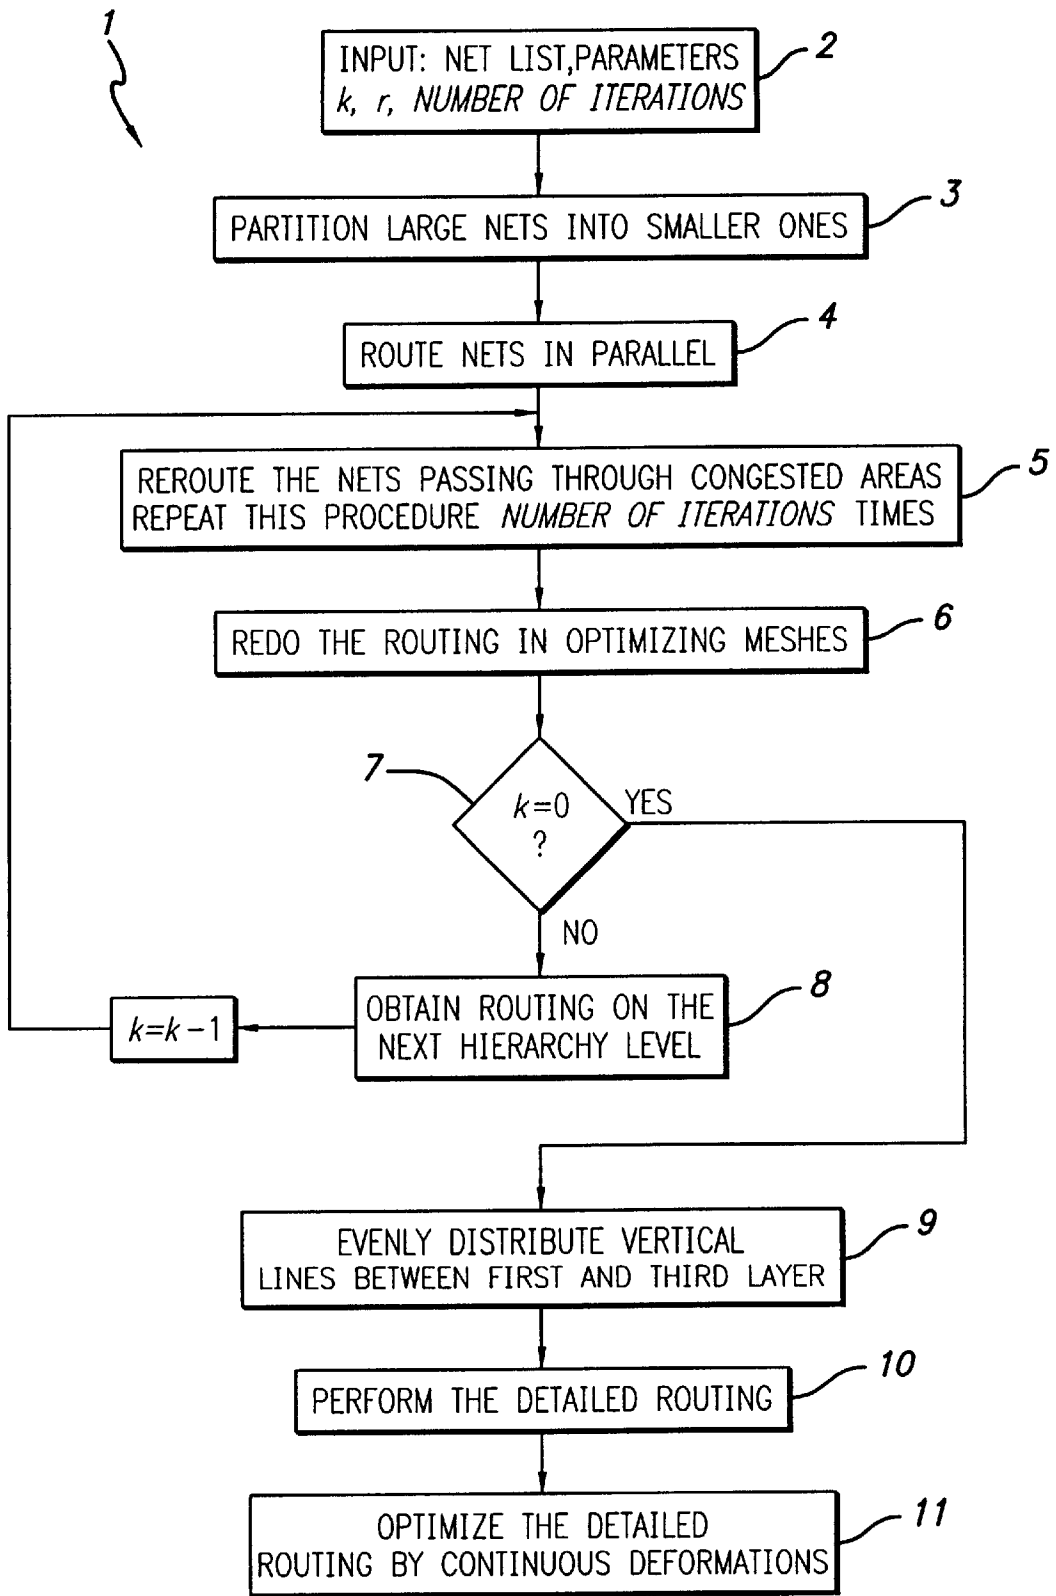 1
INPUT: NET LIST,PARAMETERS
k, r, NUMBER OF ITERATIONS
2
PARTITION LARGE NETS INTO SMALLER ONES
3
ROUTE NETS IN PARALLEL
4
REROUTE THE NETS PASSING THROUGH CONGESTED AREAS
REPEAT THIS PROCEDURE NUMBER OF ITERATIONS TIMES
5
REDO THE ROUTING IN OPTIMIZING MESHES
6
7
k=0
?
YES
NO
OBTAIN ROUTING ON THE
NEXT HIERARCHY LEVEL
8
k=k-1
EVENLY DISTRIBUTE VERTICAL
LINES BETWEEN FIRST AND THIRD LAYER
9
PERFORM THE DETAILED ROUTING
10
OPTIMIZE THE DETAILED
ROUTING BY CONTINUOUS DEFORMATIONS
11